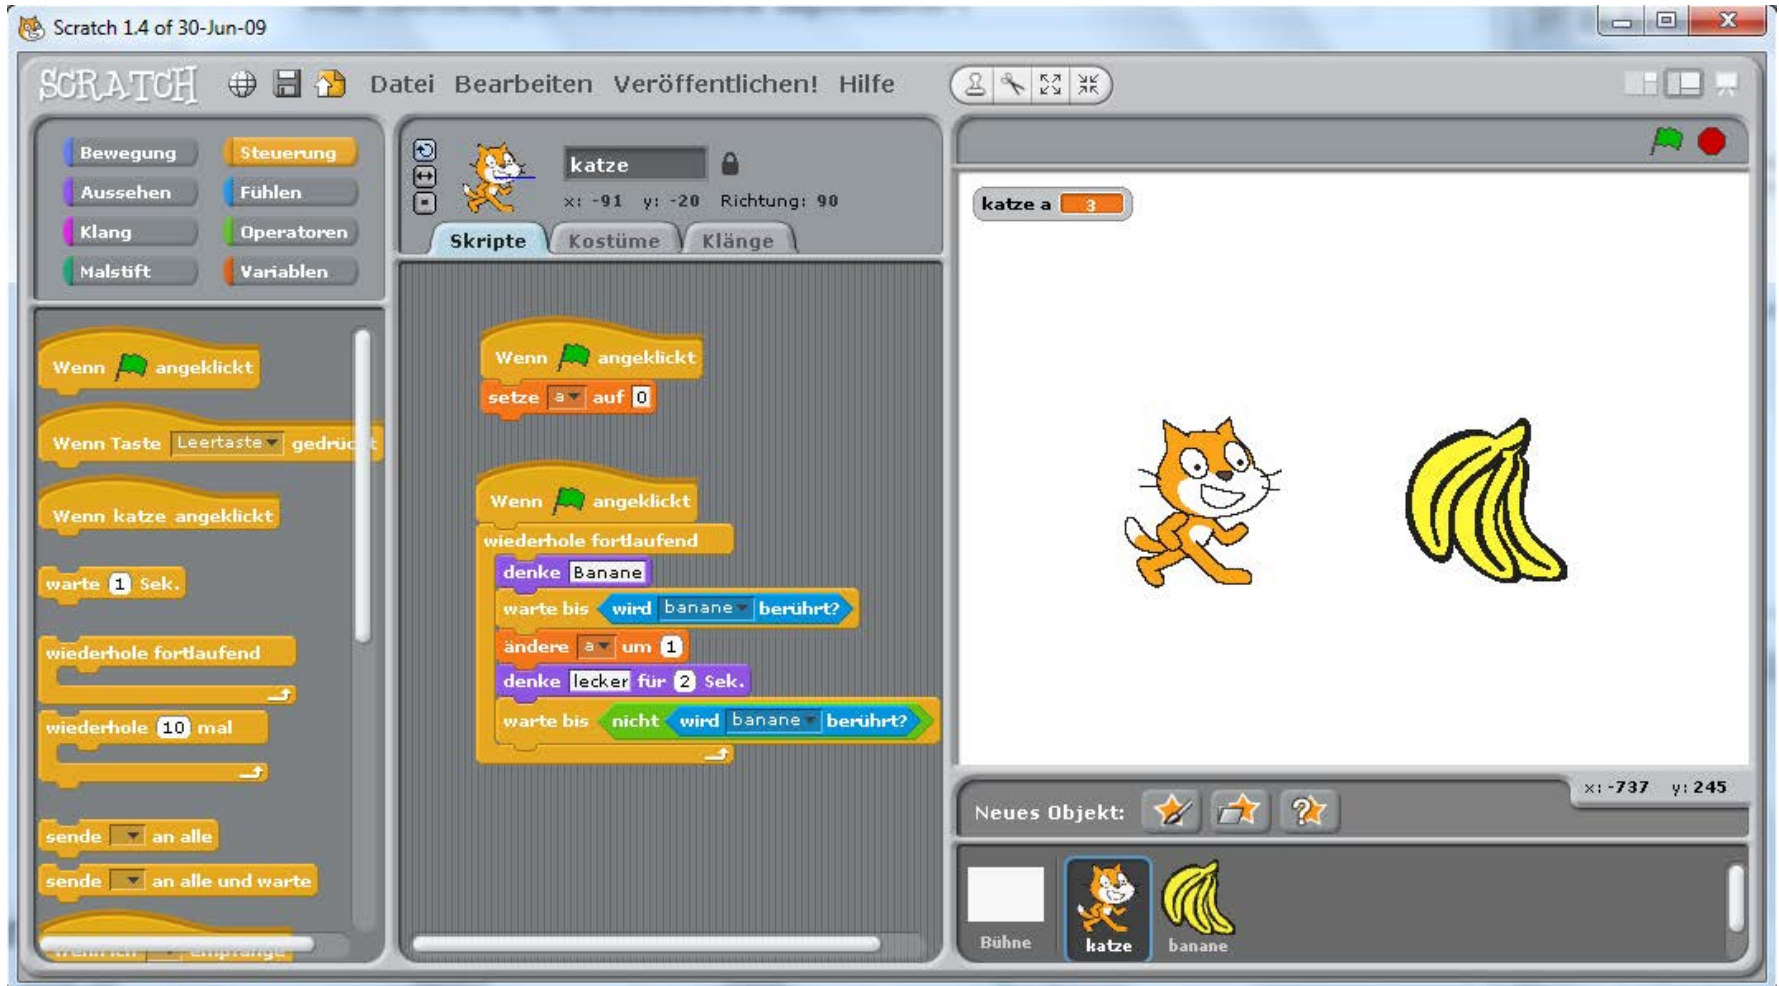 Scratch 1.4 of 30-Jun-09
SCRATCH Datei Bearbeiten Veröffentlichen! Hilfe
Bewegung Steuerung
Aussehen Fühlen
Klang Operatoren
Malstift Variablen
Wenn angeklickt
Wenn Taste Leertaste gedrückt
Wenn katze angeklickt
warte 1 Sek.
wiederhole fortlaufend
wiederhole 10 mal
sende an alle
sende an alle und warte
Wenn ich empfange
katze
x: -91 y: -20 Richtung: 90
Skripte Kostüme Klänge
Wenn angeklickt
setze a auf 0
Wenn angeklickt
wiederhole fortlaufend
denke Banane
warte bis wird banane berührt?
ändere a um 1
denke lecker für 2 Sek.
warte bis nicht wird banane berührt?
katze a 3
x: -737 y: 245
Neues Objekt:
Bühne katze banane